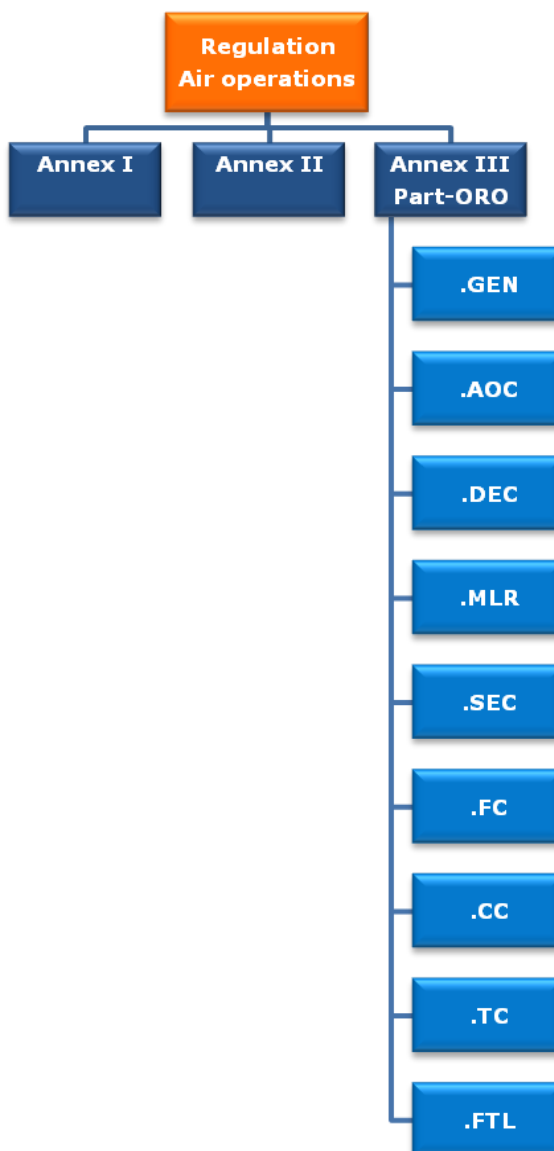 Regulation
Air operations
Annex I
Annex II
Annex III
Part-ORO
.GEN
.AOC
.DEC
.MLR
.SEC
.FC
.CC
.TC
.FTL